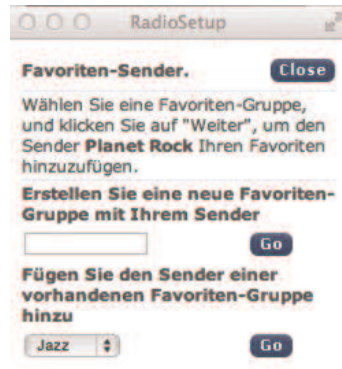 RadioSetup
Favoriten-Sender. Close
Wählen Sie eine Favoriten-Gruppe,
und klicken Sie auf "Weiter", um den
Sender Planet Rock Ihren Favoriten
hinzuzufügen.
Erstellen Sie eine neue Favoriten-
Gruppe mit Ihrem Sender
Go
Fügen Sie den Sender einer
vorhandenen Favoriten-Gruppe
hinzu
Jazz Go